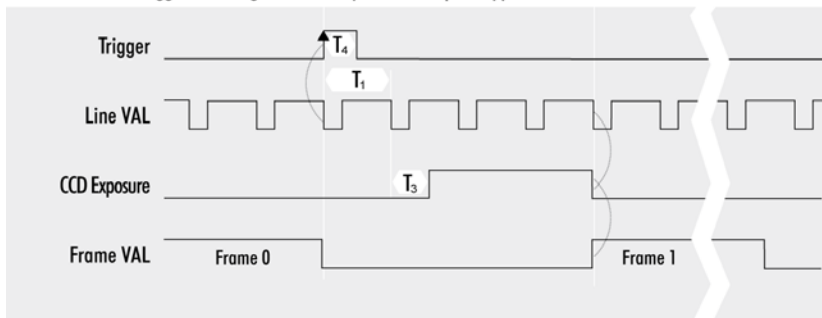 Trigger
T₄
T₁
Line VAL
CCD Exposure
T₃
Frame VAL
Frame 0
Frame 1